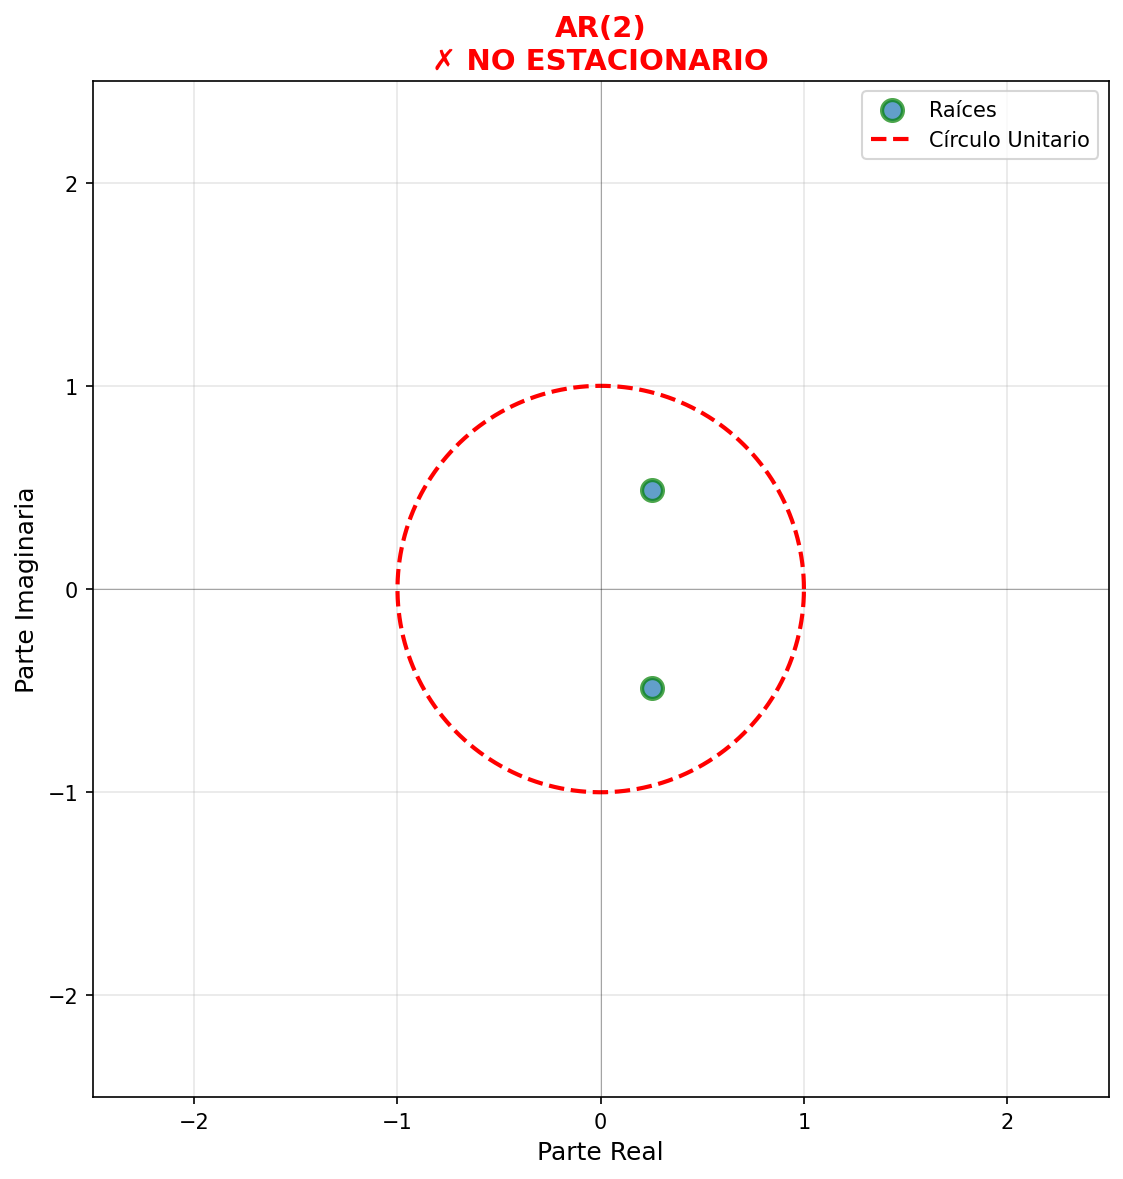 AR(2)
✗ NO ESTACIONARIO
Raíces
Círculo Unitario
2
1
0
−1
−2
Parte Imaginaria
−2
−1
0
1
2
Parte Real